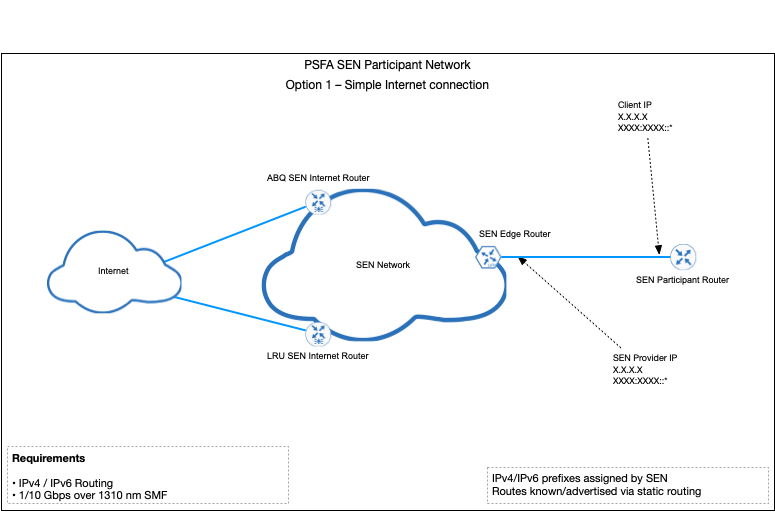 PSFA SEN Participant Network
Option 1 – Simple Internet connection
Client IP
X.X.X.X
XXXX:XXXX::*
ABQ SEN Internet Router
SEN Edge Router
Internet
SEN Network
SEN Participant Router
LRU SEN Internet Router
SEN Provider IP
X.X.X.X
XXXX:XXXX::*
Requirements
• IPv4 / IPv6 Routing
• 1/10 Gbps over 1310 nm SMF
IPv4/IPv6 prefixes assigned by SEN
Routes known/advertised via static routing